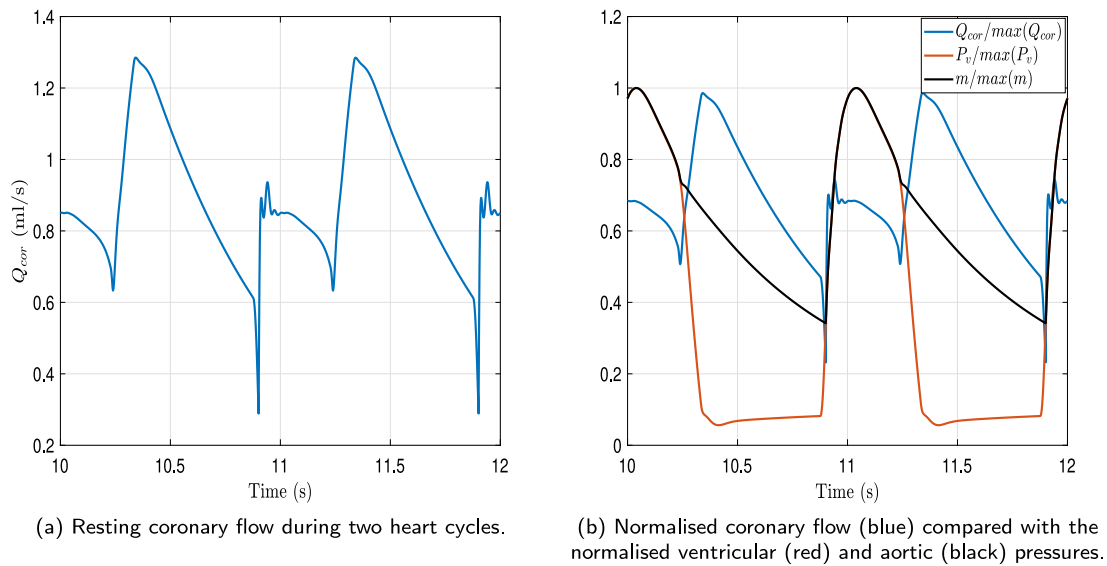 1.4
1.2
1
0.8
0.6
0.4
0.2
Q_cor (ml/s)
10
10.5
11
11.5
12
Time (s)
(a) Resting coronary flow during two heart cycles.
Q_cor/max(Q_cor)
P_v/max(P_v)
m/max(m)
1.2
1
0.8
0.6
0.4
0.2
0
10
10.5
11
11.5
12
Time (s)
(b) Normalised coronary flow (blue) compared with the
normalised ventricular (red) and aortic (black) pressures.